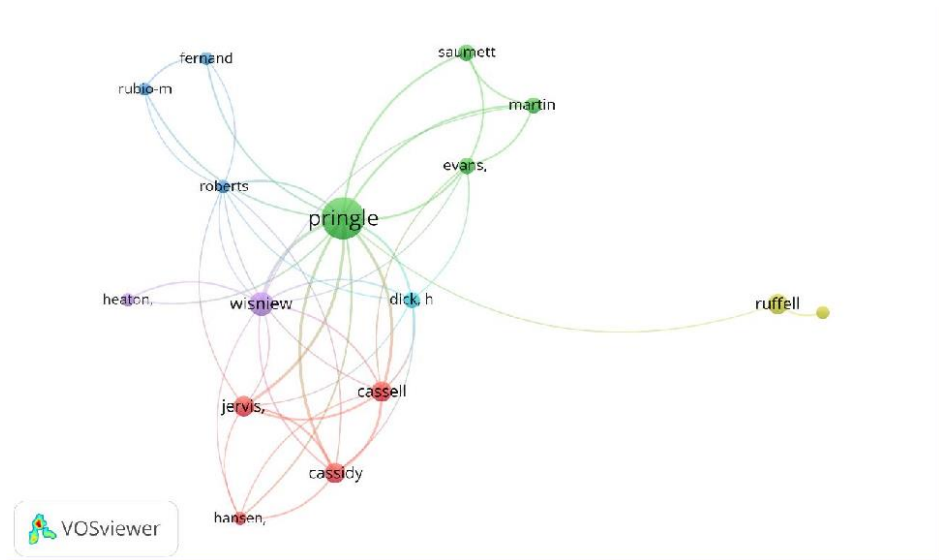 saumett
fernand
rubio-m
martin
evans,
roberts
pringle
heaton,
wisniew
dick, h
ruffell
cassell
jervis,
cassidy
hansen,
VOSviewer